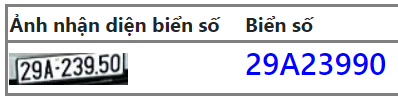 Ảnh nhận diện biển số Biển số
29A-239.50 29A23990